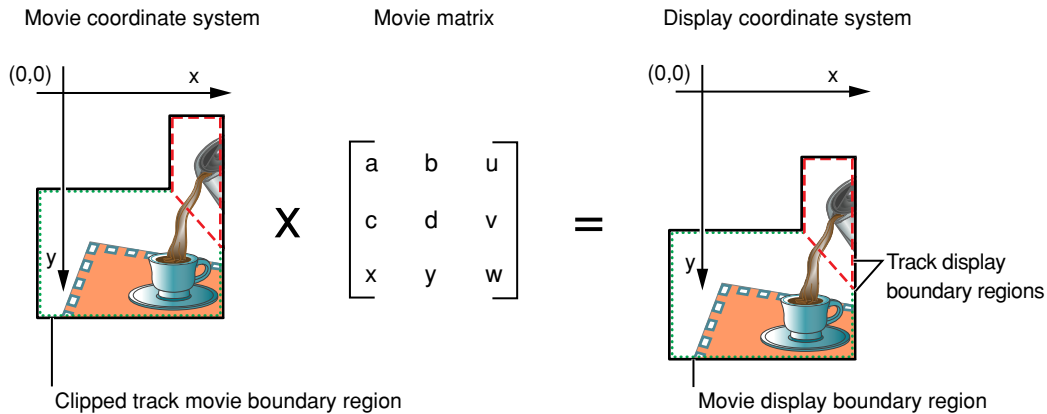 Movie coordinate system
Movie matrix
Display coordinate system
(0,0)
x
y
a b u
c d v
x y w
X
=
(0,0)
x
y
Track display
boundary regions
Clipped track movie boundary region
Movie display boundary region